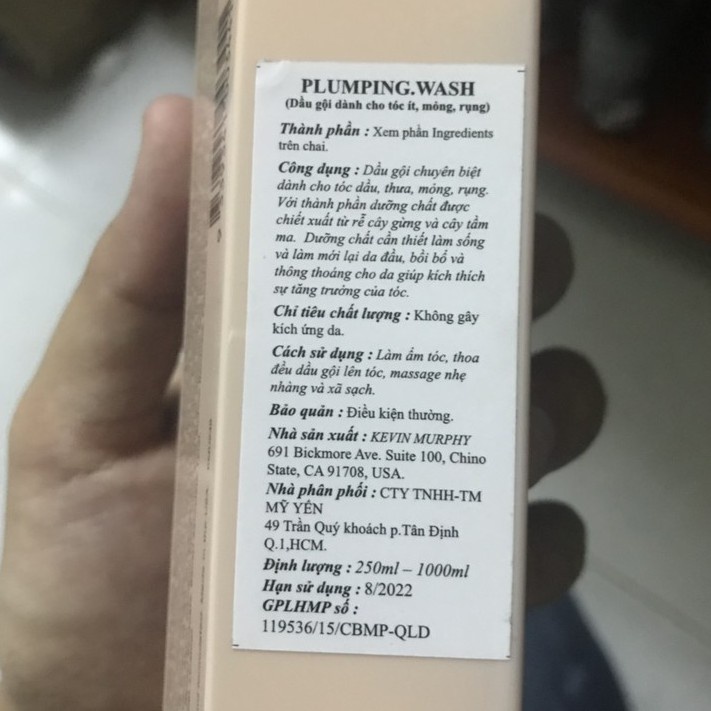 PLUMPING.WASH
(Dầu gội dành cho tóc ít, mỏng, rụng)
Thành phần : Xem phần Ingredients
trên chai.
Công dụng : Dầu gội chuyên biệt
dành cho tóc dầu, thưa, mỏng, rụng.
Với thành phần dưỡng chất được
chiết xuất từ rễ cây gừng và cây tầm
ma. Dưỡng chất cần thiết làm sống
và làm mới lại da đầu, bồi bổ và
thông thoáng cho da giúp kích thích
sự tăng trưởng của tóc.
Chỉ tiêu chất lượng : Không gây
kích ứng da.
Cách sử dụng : Làm ẩm tóc, thoa
đều dầu gội lên tóc, massage nhẹ
nhàng và xã sạch.
Bảo quản : Điều kiện thường.
Nhà sản xuất : KEVIN MURPHY
691 Bickmore Ave. Suite 100, Chino
State, CA 91708, USA.
Nhà phân phối : CTY TNHH-TM
MỸ YÊN
49 Trần Quý khoách p.Tân Định
Q.1,HCM.
Định lượng : 250ml – 1000ml
Hạn sử dụng : 8/2022
GPLHMP số :
119536/15/CBMP-QLD